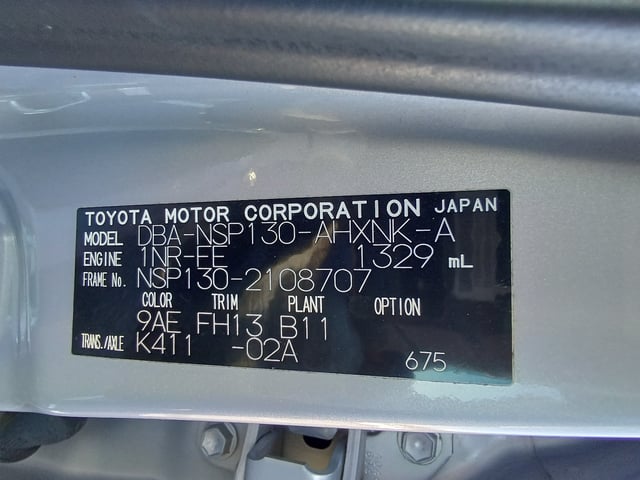 TOYOTA MOTOR CORPORATION JAPAN
MODEL DBA-NSP130-AHXNK-A
ENGINE 1NR-EE 1329 mL
FRAME No. NSP130-2108707
COLOR TRIM PLANT OPTION
9AE FH13 B11
TRANS./AXLE K411 -02A
675